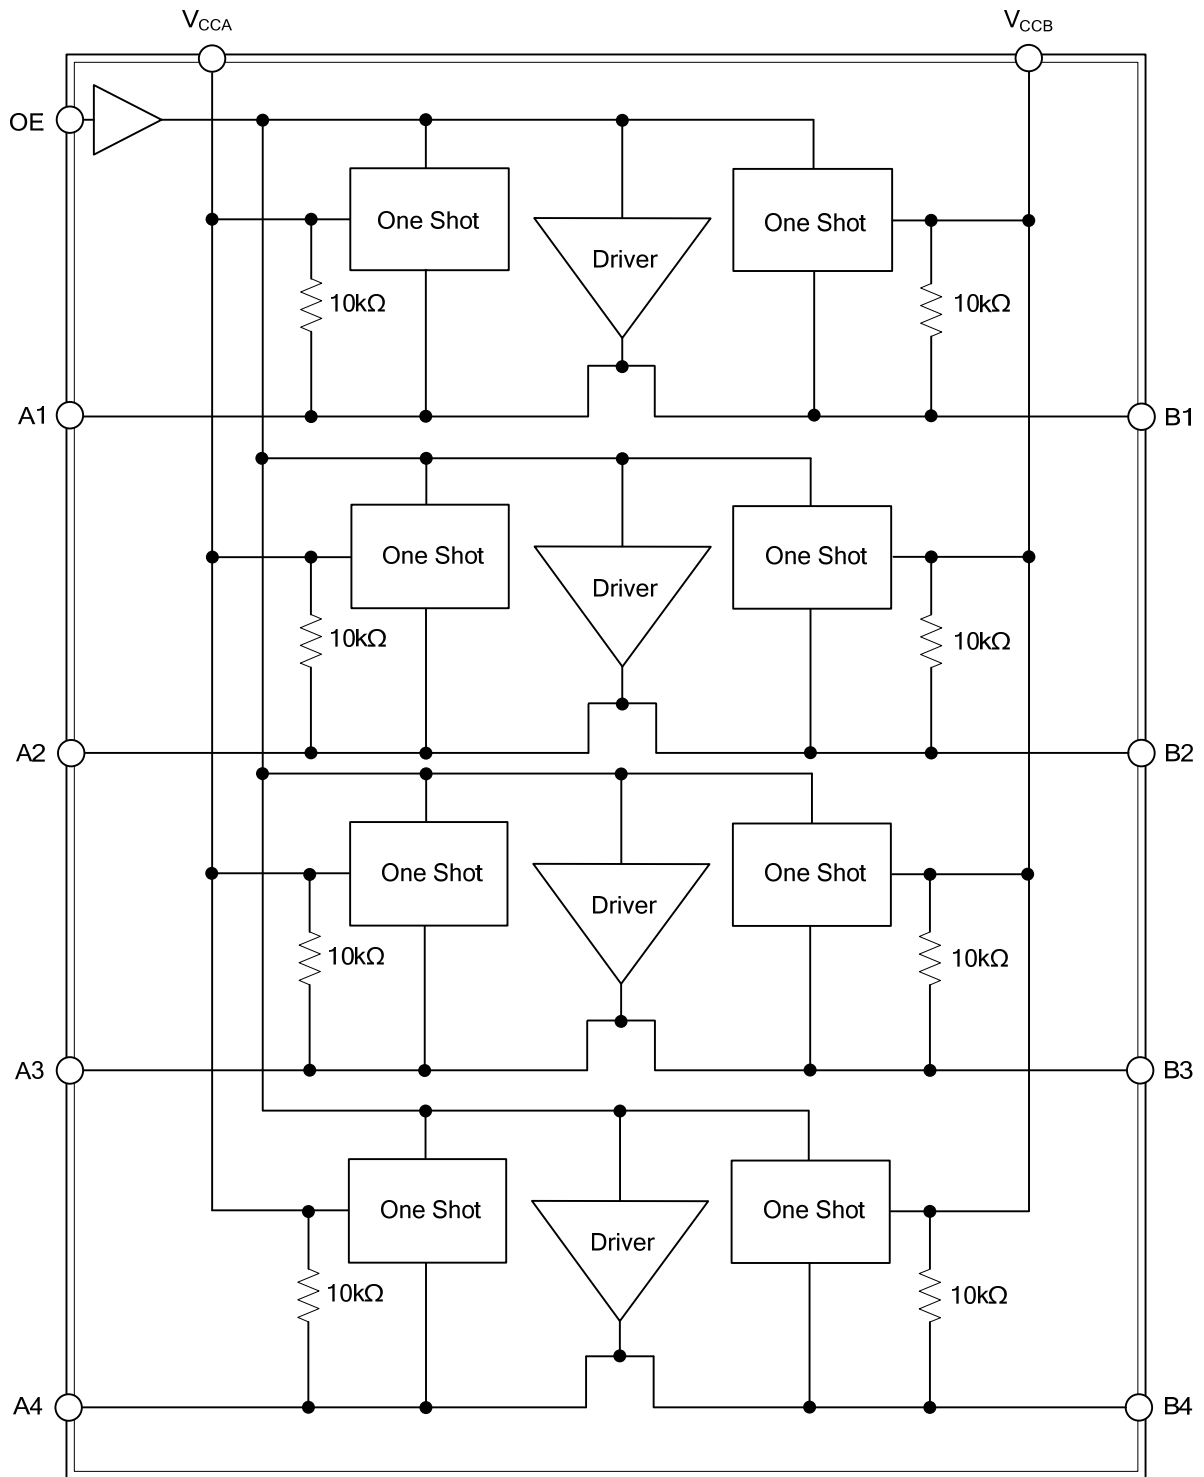 VCCA
VCCB
OE
One Shot
Driver
One Shot
10kΩ
10kΩ
A1
B1
One Shot
Driver
One Shot
10kΩ
10kΩ
A2
B2
One Shot
Driver
One Shot
10kΩ
10kΩ
A3
B3
One Shot
Driver
One Shot
10kΩ
10kΩ
A4
B4